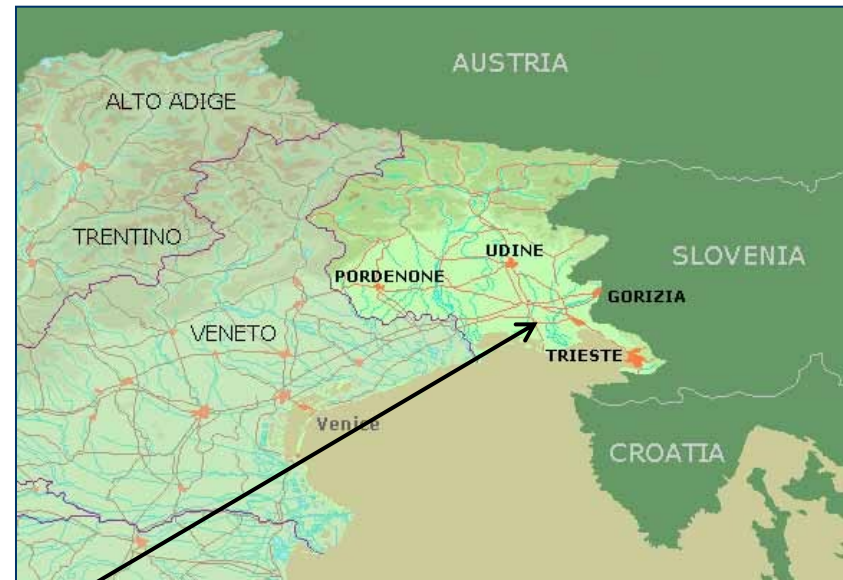 AUSTRIA
ALTO ADIGE
TRENTINO
UDINE
SLOVENIA
PORDENONE
GORIZIA
VENETO
TRIESTE
Venice
CROATIA